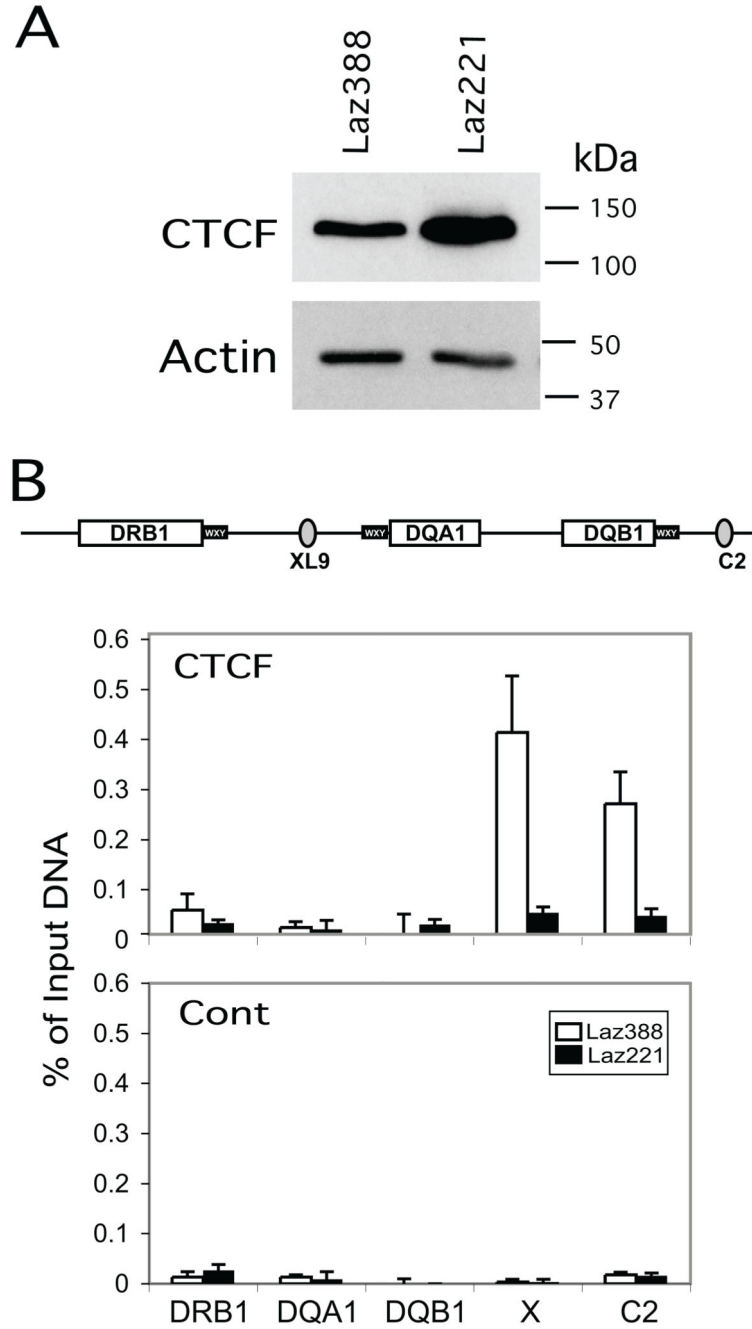 A
Laz388 Laz221
kDa
CTCF
150
100
Actin
50
37
B
DRB1 WXY WXY DQA1 DQB1 WXY
XL9 C2
% of Input DNA
CTCF
0.6
0.5
0.4
0.3
0.2
0.1
0
Cont
Laz388
Laz221
0.6
0.5
0.4
0.3
0.2
0.1
0
DRB1 DQA1 DQB1 X C2